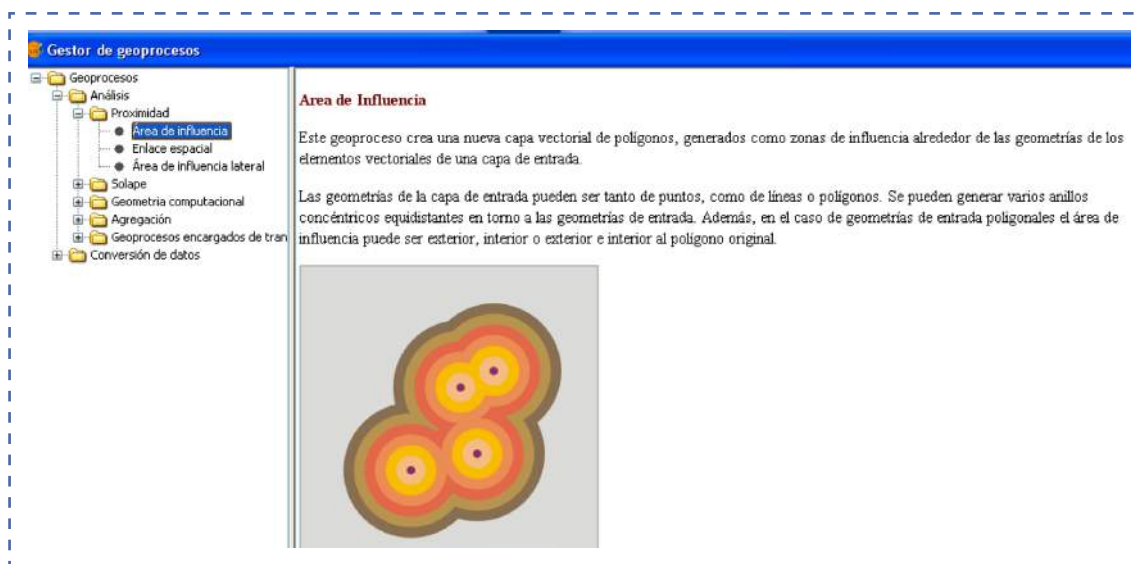 Gestor de geoprocesos
Geoprocesos
Análisis
Proximidad
Área de influencia
Enlace espacial
Área de influencia lateral
Solape
Geometria computacional
Agregación
Geoprocesos encargados de tran
Conversión de datos
Area de Influencia
Este geoproceso crea una nueva capa vectorial de polígonos, generados como zonas de influencia alrededor de las geometrías de los
elementos vectoriales de una capa de entrada.
Las geometrías de la capa de entrada pueden ser tanto de puntos, como de líneas o polígonos. Se pueden generar varios anillos
concéntricos equidistantes en torno a las geometrías de entrada. Además, en el caso de geometrías de entrada poligonales el área de
influencia puede ser exterior, interior o exterior e interior al polígono original.